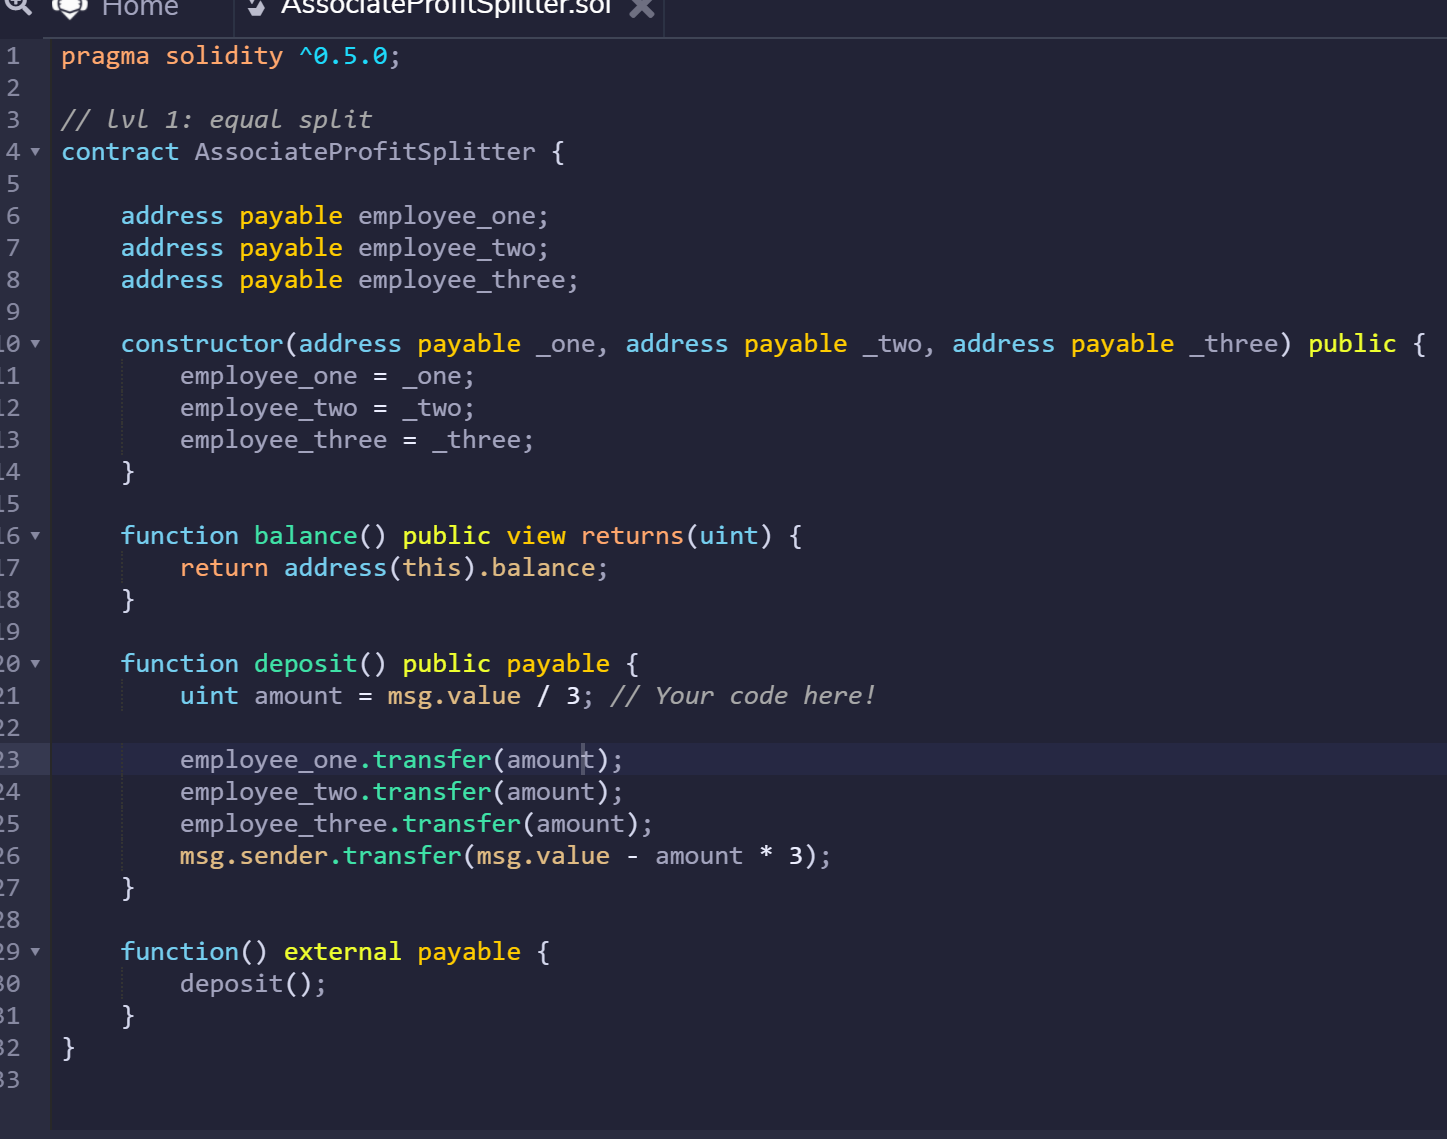 Home AssociateProfitSplitter.sol
1 pragma solidity ^0.5.0;
2
3 // lvl 1: equal split
4 contract AssociateProfitSplitter {
5
6 address payable employee_one;
7 address payable employee_two;
8 address payable employee_three;
9
10 constructor(address payable _one, address payable _two, address payable _three) public {
11 employee_one = _one;
12 employee_two = _two;
13 employee_three = _three;
14 }
15
16 function balance() public view returns(uint) {
17 return address(this).balance;
18 }
19
20 function deposit() public payable {
21 uint amount = msg.value / 3; // Your code here!
22
23 employee_one.transfer(amount);
24 employee_two.transfer(amount);
25 employee_three.transfer(amount);
26 msg.sender.transfer(msg.value - amount * 3);
27 }
28
29 function() external payable {
30 deposit();
31 }
32 }
33